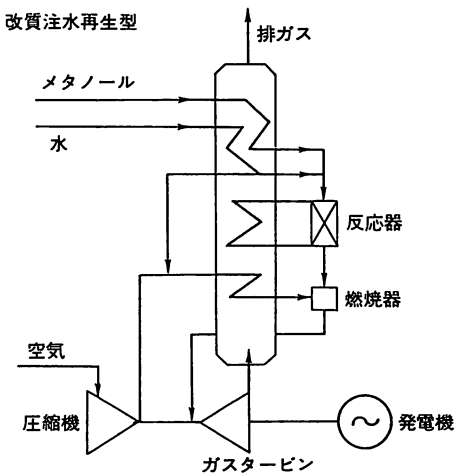 改質注水再生型
排ガス
メタノール
水
反応器
燃焼器
空気
圧縮機
発電機
ガスタービン